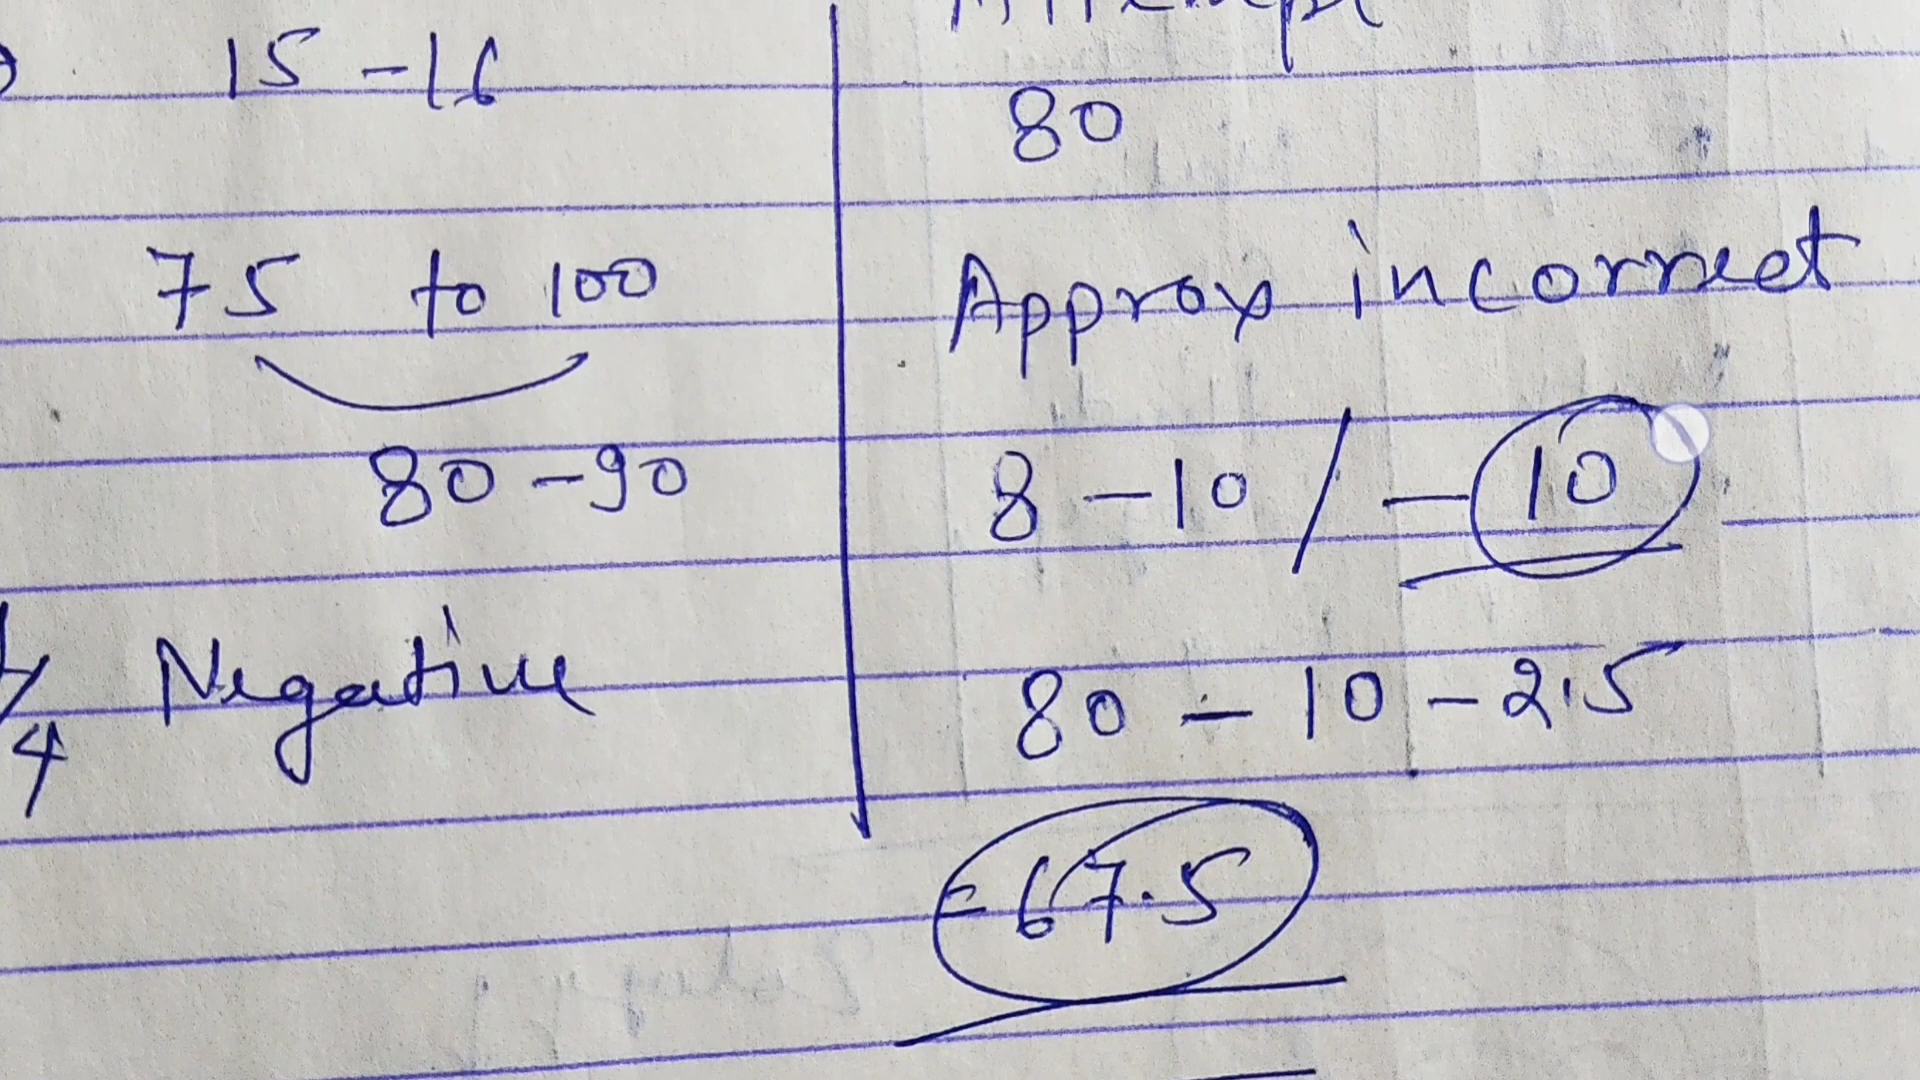 15-16
75 to 100
80-90
1/4 Negative
Attempt
80
Approx incorrect
8-10/-10
80-10-2.5
=67.5